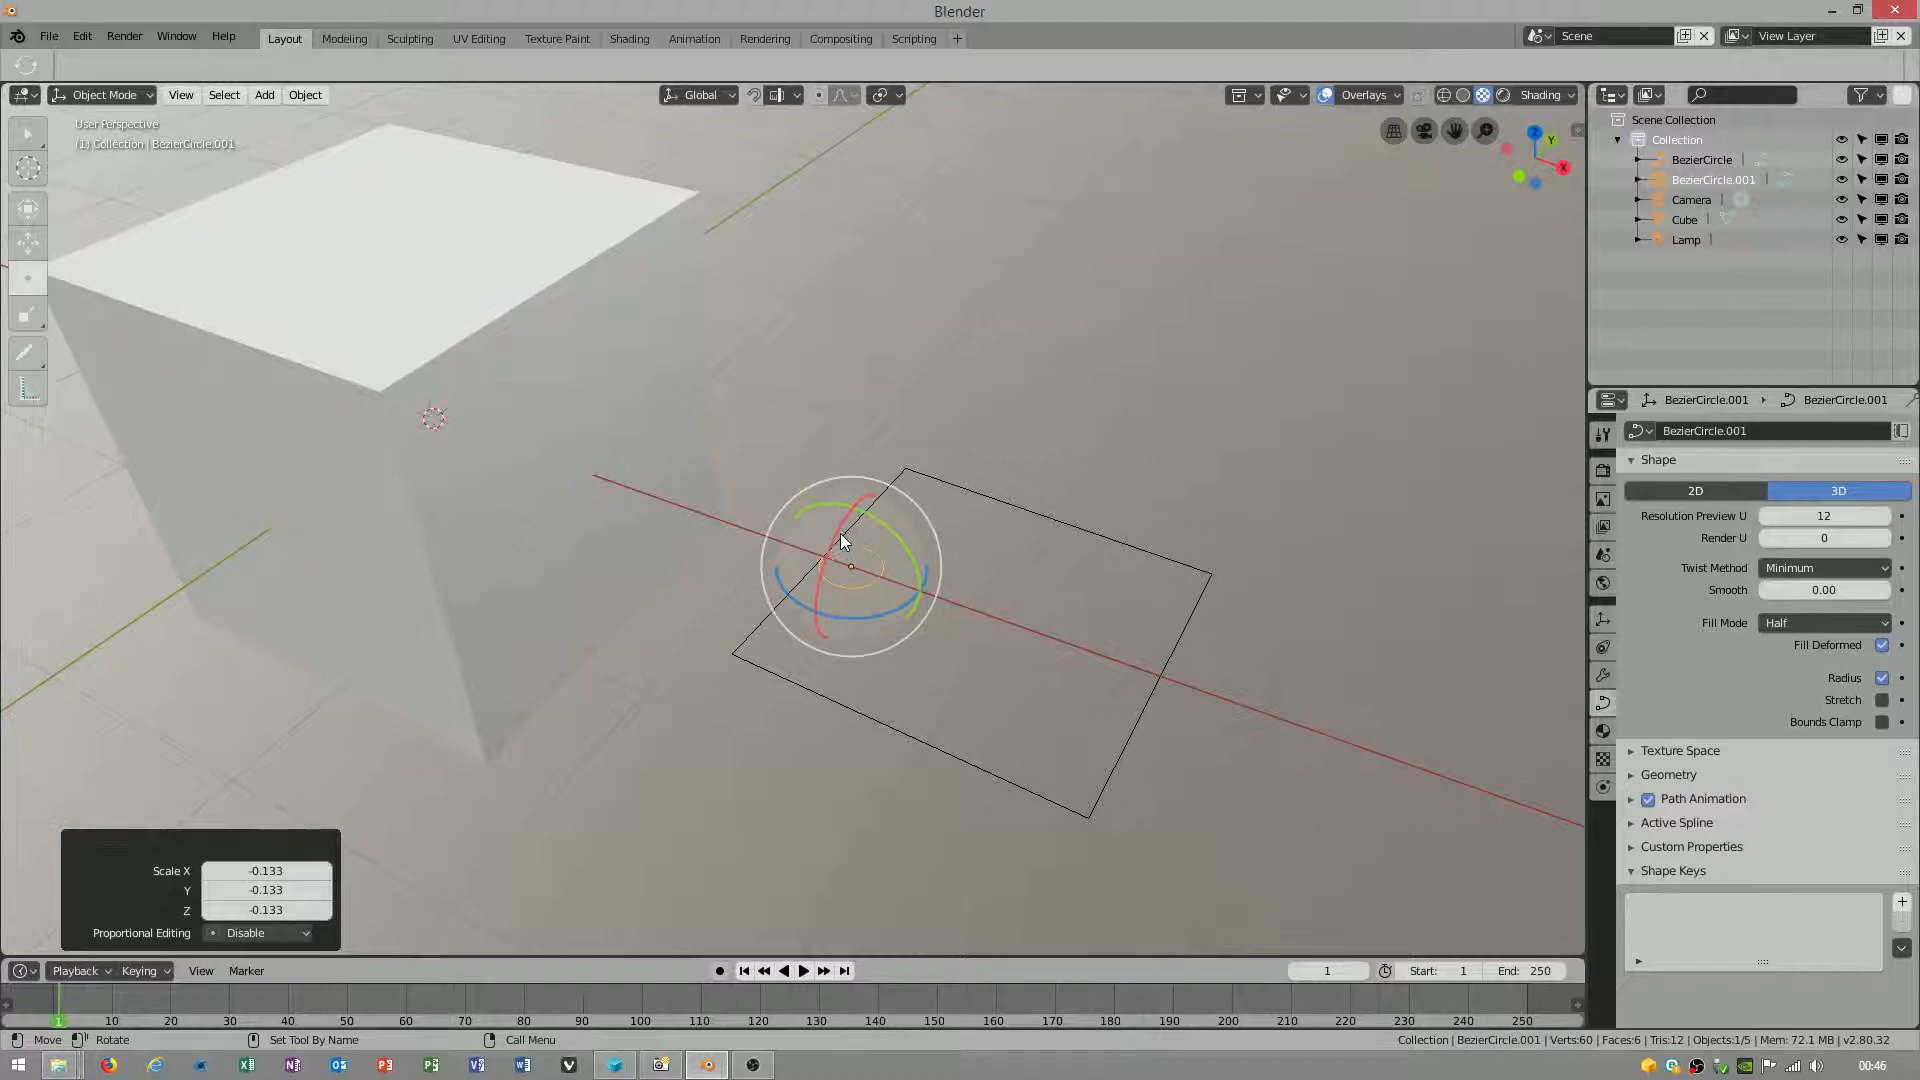 Blender
File Edit Render Window Help
Layout Modeling Sculpting UV Editing Texture Paint Shading Animation Rendering Compositing Scripting +
Scene
View Layer
Object Mode View Select Add Object
Global
Overlays
Shading
User Perspective
(1) Collection | BezierCircle.001
Z
Y
X
Scene Collection
Collection
BezierCircle
BezierCircle.001
Camera
Cube
Lamp
BezierCircle.001
BezierCircle.001
BezierCircle.001
Shape
2D 3D
Resolution Preview U 12
Render U 0
Twist Method Minimum
Smooth 0.00
Fill Mode Half
Fill Deformed
Radius
Stretch
Bounds Clamp
Texture Space
Geometry
Path Animation
Active Spline
Custom Properties
Shape Keys
Scale X -0.133
Y -0.133
Z -0.133
Proportional Editing Disable
Playback Keying View Marker
1 Start: 1 End: 250
1 10 20 30 40 50 60 70 80 90 100 110 120 130 140 150 160 170 180 190 200 210 220 230 240 250
Move Rotate Set Tool By Name Call Menu
Collection | BezierCircle.001 | Verts:60 | Faces:6 | Tris:12 | Objects:1/5 | Mem: 72.1 MB | v2.80.32
00:46